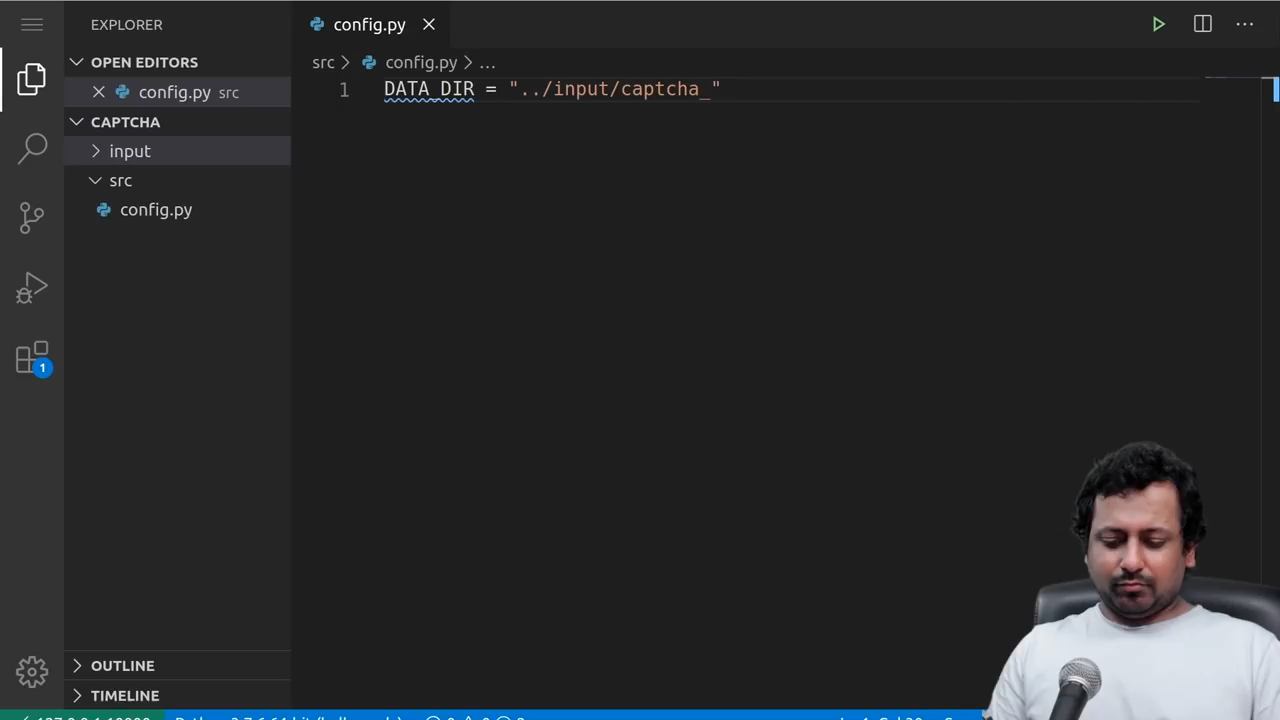 EXPLORER
config.py
OPEN EDITORS
config.py src
CAPTCHA
input
src
config.py
src config.py ...
1 DATA_DIR = "../input/captcha_"
1
OUTLINE
TIMELINE